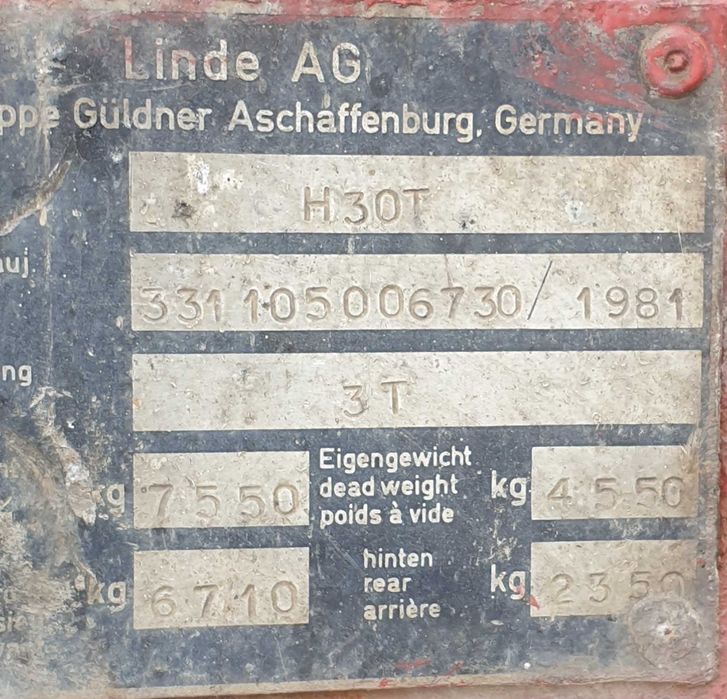 Linde AG
ppe Güldner Aschaffenburg, Germany
H30T
uj
331 105006730/ 1981
ng
3T
kg 7550 Eigengewicht dead weight poids à vide kg 4550
kg 6710 hinten rear arrière kg 2350